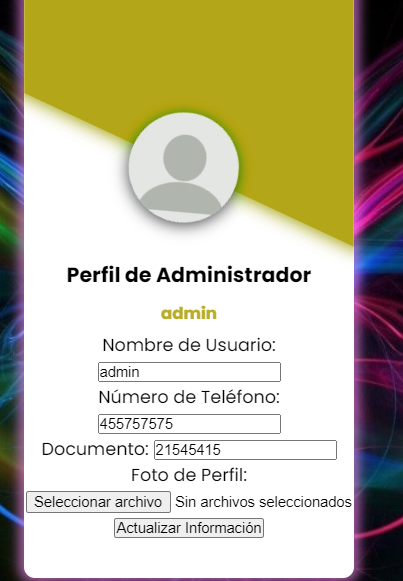 Perfil de Administrador
admin
Nombre de Usuario:
admin
Número de Teléfono:
455757575
Documento: 21545415
Foto de Perfil:
Seleccionar archivo Sin archivos seleccionados
Actualizar Información